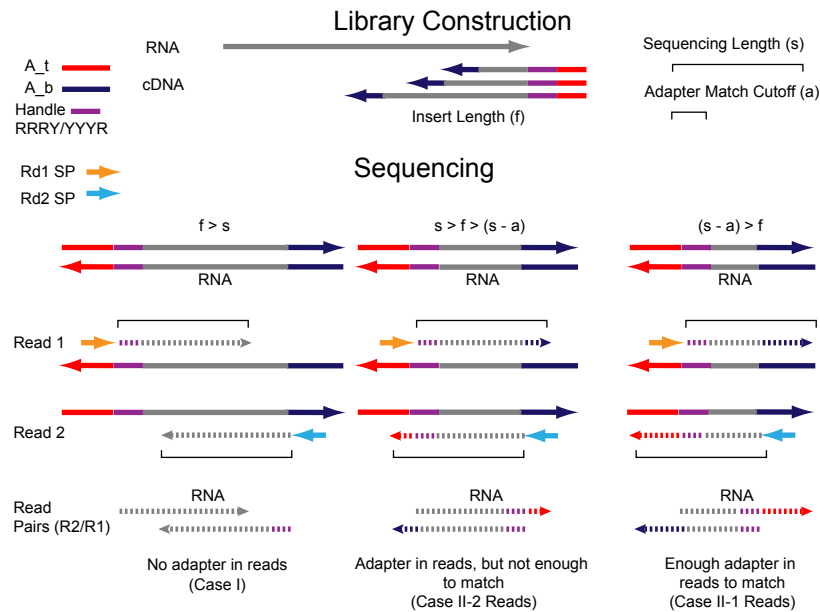 Library Construction
RNA
A_t
A_b
cDNA
Handle
RRRY/YYYR
Insert Length (f)
Sequencing Length (s)
Adapter Match Cutoff (a)
Sequencing
Rd1 SP
Rd2 SP
f > s
s > f > (s - a)
(s - a) > f
RNA
RNA
RNA
Read 1
Read 2
Read
Pairs (R2/R1)
RNA
RNA
RNA
No adapter in reads
(Case I)
Adapter in reads, but not enough
to match
(Case II-2 Reads)
Enough adapter in
reads to match
(Case II-1 Reads)